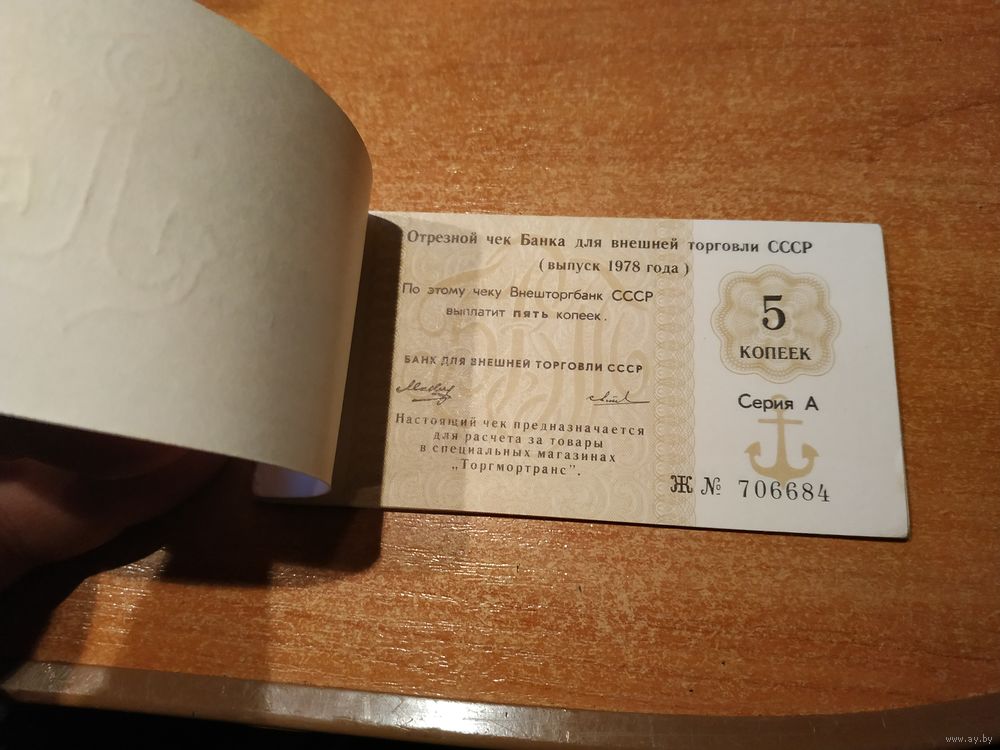 Отрезной чек Банка для внешней торговли СССР
( выпуск 1978 года )
По этому чеку Внешторгбанк СССР
выплатит пять копеек.
БАНК ДЛЯ ВНЕШНЕЙ ТОРГОВЛИ СССР
Настоящий чек предназначается
для расчета за товары
в специальных магазинах
„Торгмортранс”.
5
КОПЕЕК
Серия А
Ж № 706684
www.ay.by